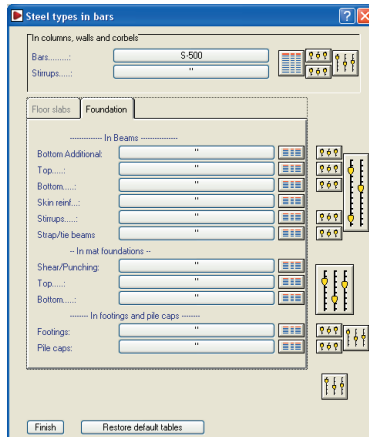 Steel types in bars
In columns, walls and corbels
Bars.........: S-500
Stirrups.....: "
Floor slabs Foundation
-------------- In Beams ----------------
Bottom Additional: "
Top.....: "
Bottom.....: "
Skin reinf...: "
Stirrups.....: "
Strap/tie beams "
-- In mat foundations --
Shear/Punching: "
Top.....: "
Bottom.....: "
-------- In footings and pile caps --------
Footings: "
Pile caps: "
Finish Restore default tables